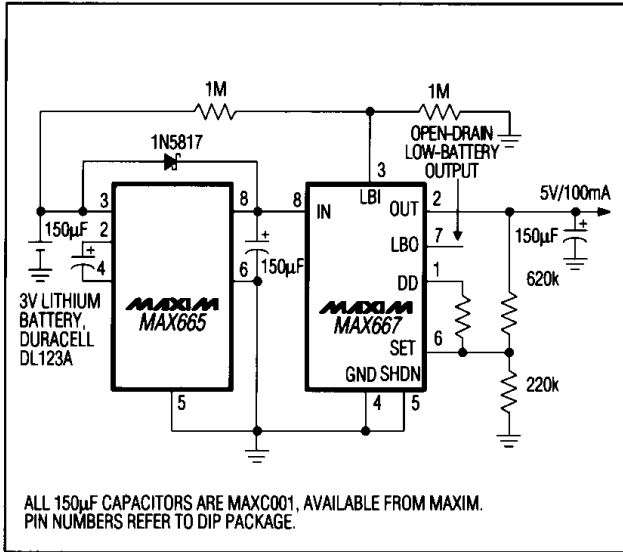 1M
1M
1N5817
OPEN-DRAIN
LOW-BATTERY
OUTPUT
3
LBI
3
8
8
IN
OUT
2
5V/100mA
150µF
2
4
150µF
6
LBO
7
150µF
DD
1
620k
3V LITHIUM
BATTERY,
DURACELL
DL123A
MAXIM
MAX665
MAXIM
MAX667
SET
6
GND
SHDN
220k
5
4
5
ALL 150µF CAPACITORS ARE MAXC001, AVAILABLE FROM MAXIM.
PIN NUMBERS REFER TO DIP PACKAGE.